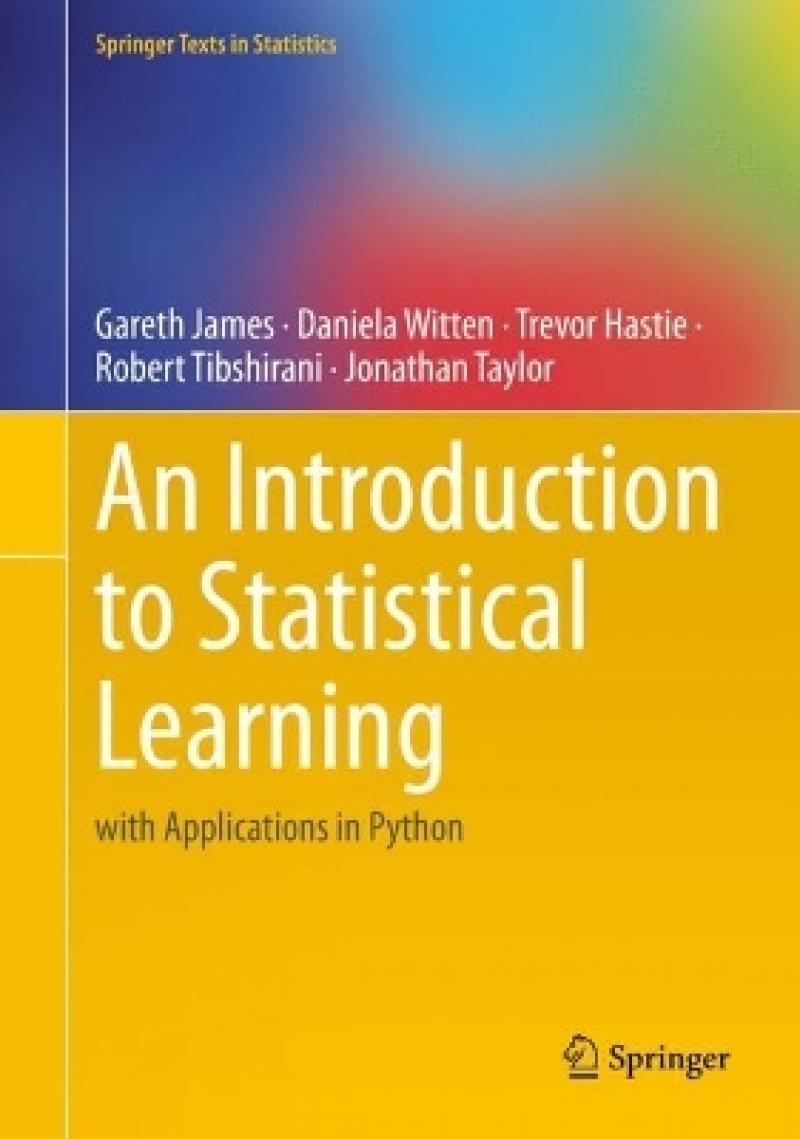 Springer Texts in Statistics
Gareth James · Daniela Witten · Trevor Hastie ·
Robert Tibshirani · Jonathan Taylor
An Introduction
to Statistical
Learning
with Applications in Python
Springer